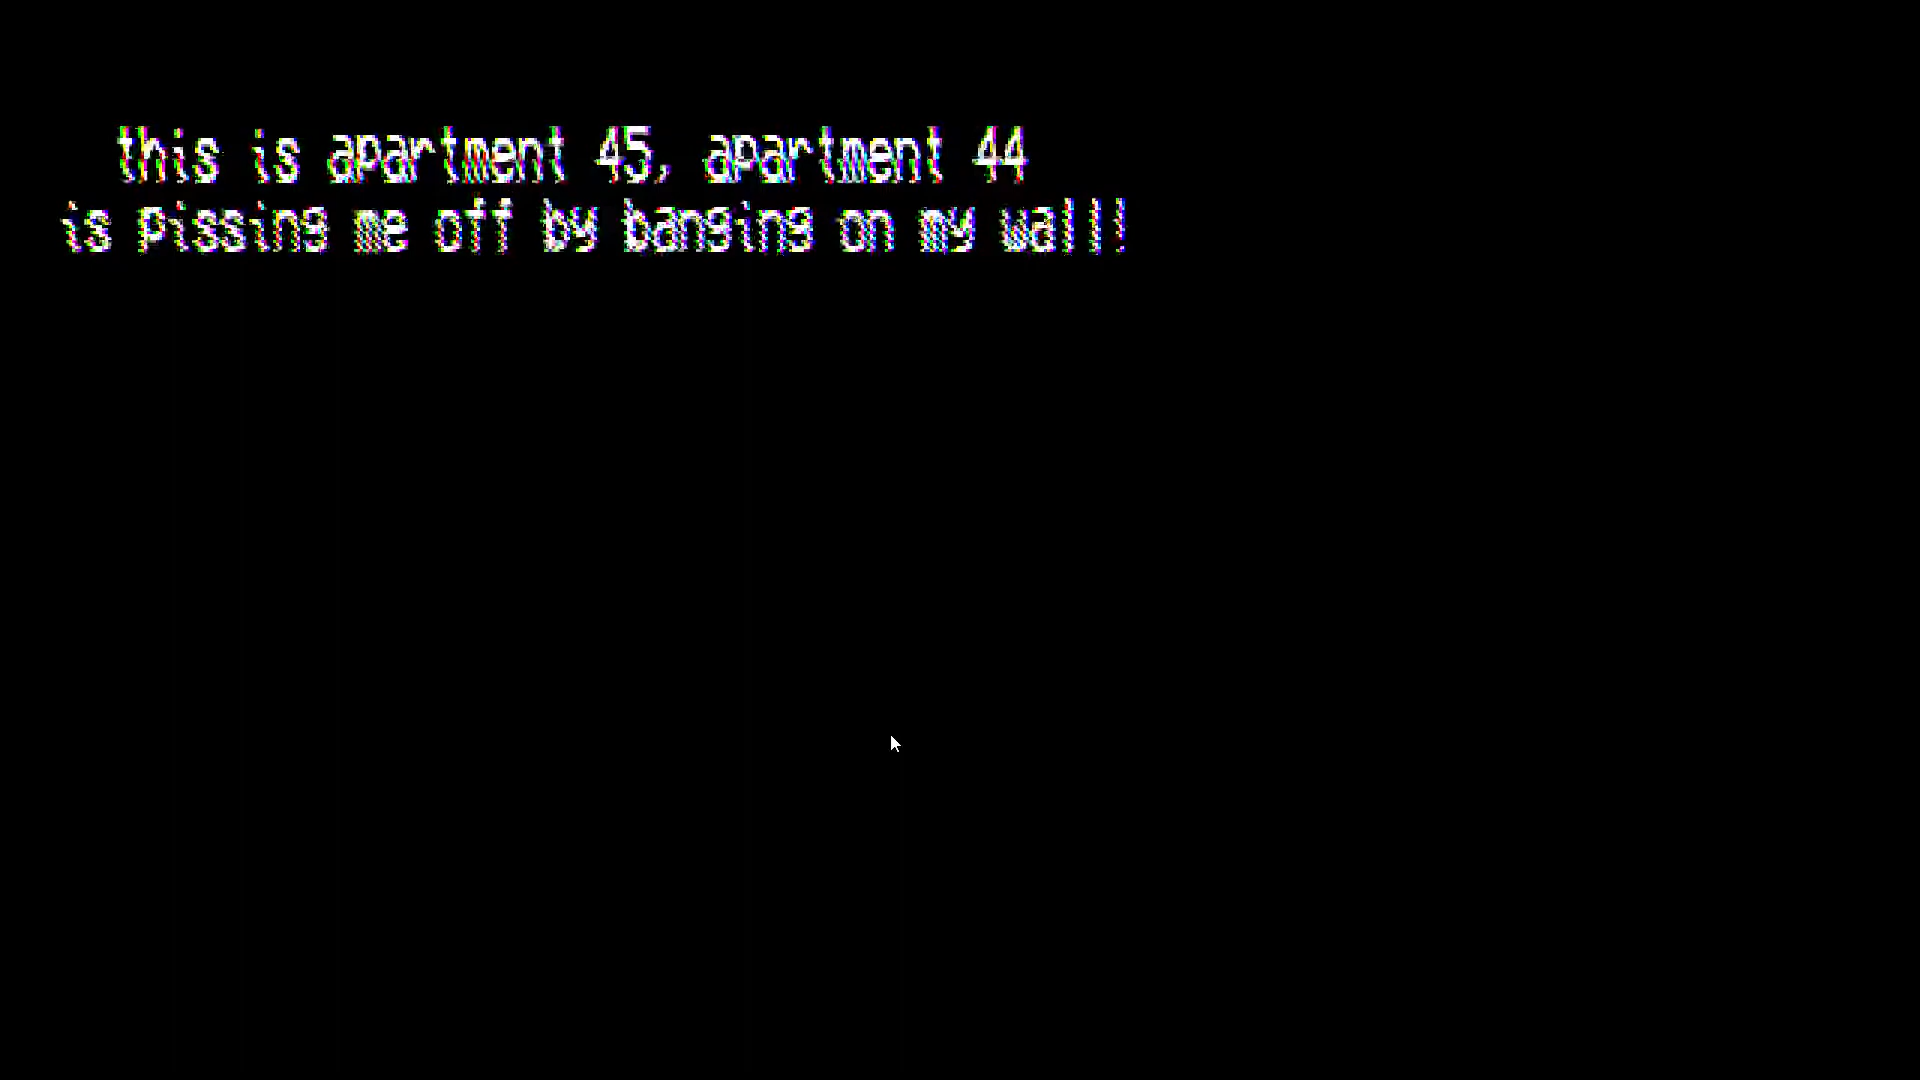 this is apartment 45, apartment 44
is pissing me off by banging on my wall!